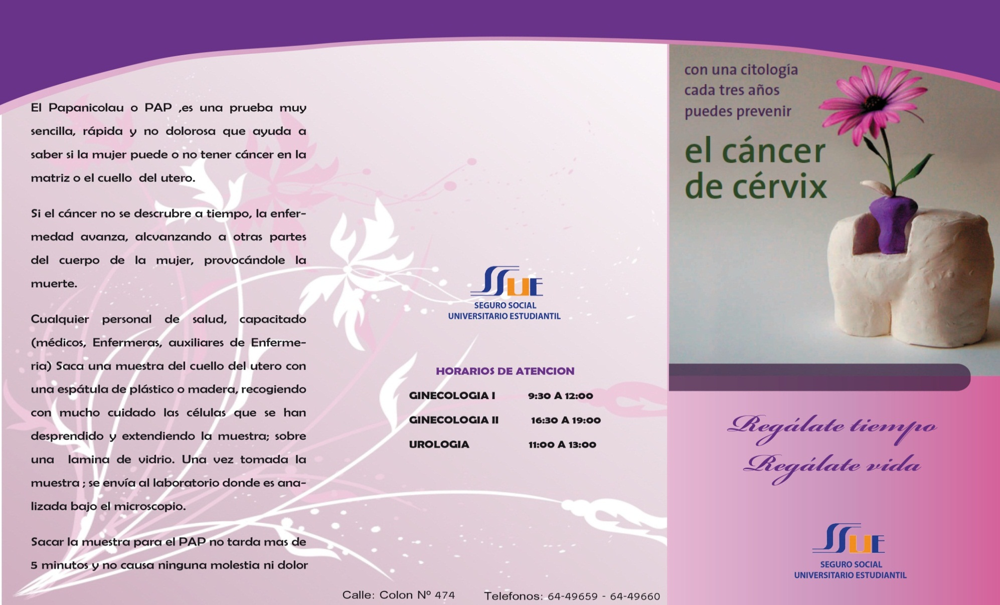 El Papanicolau o PAP ,es una prueba muy
sencilla, rápida y no dolorosa que ayuda a
saber si la mujer puede o no tener cáncer en la
matriz o el cuello del utero.
Si el cáncer no se descrubre a tiempo, la enfer-
medad avanza, alcvanzando a otras partes
del cuerpo de la mujer, provocándole la
muerte.
Cualquier personal de salud, capacitado
(médicos, Enfermeras, auxiliares de Enferme-
ria) Saca una muestra del cuello del utero con
una espátula de plástico o madera, recogiendo
con mucho cuidado las células que se han
desprendido y extendiendo la muestra; sobre
una lamina de vidrio. Una vez tomada la
muestra ; se envía al laboratorio donde es ana-
lizada bajo el microscopio.
Sacar la muestra para el PAP no tarda mas de
5 minutos y no causa ninguna molestia ni dolor
SSUE
SEGURO SOCIAL
UNIVERSITARIO ESTUDIANTIL
HORARIOS DE ATENCION
GINECOLOGIA I 9:30 A 12:00
GINECOLOGIA II 16:30 A 19:00
UROLOGIA 11:00 A 13:00
Calle: Colon Nº 474 Telefonos: 64-49659 - 64-49660
con una citología
cada tres años
puedes prevenir
el cáncer
de cérvix
Regálate tiempo
Regálate vida
SSUE
SEGURO SOCIAL
UNIVERSITARIO ESTUDIANTIL